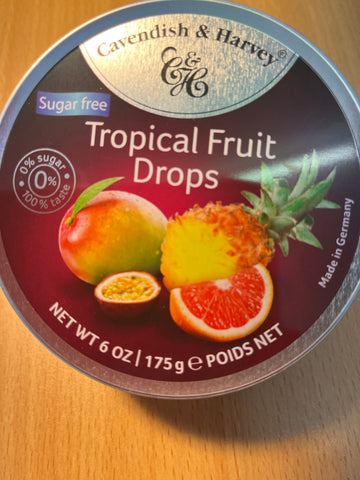 Cavendish & Harvey®
C&H
Sugar free
Tropical Fruit
Drops
0% sugar
0%
100% taste
Made in Germany
NET WT 6 OZ | 175g ℮ POIDS NET